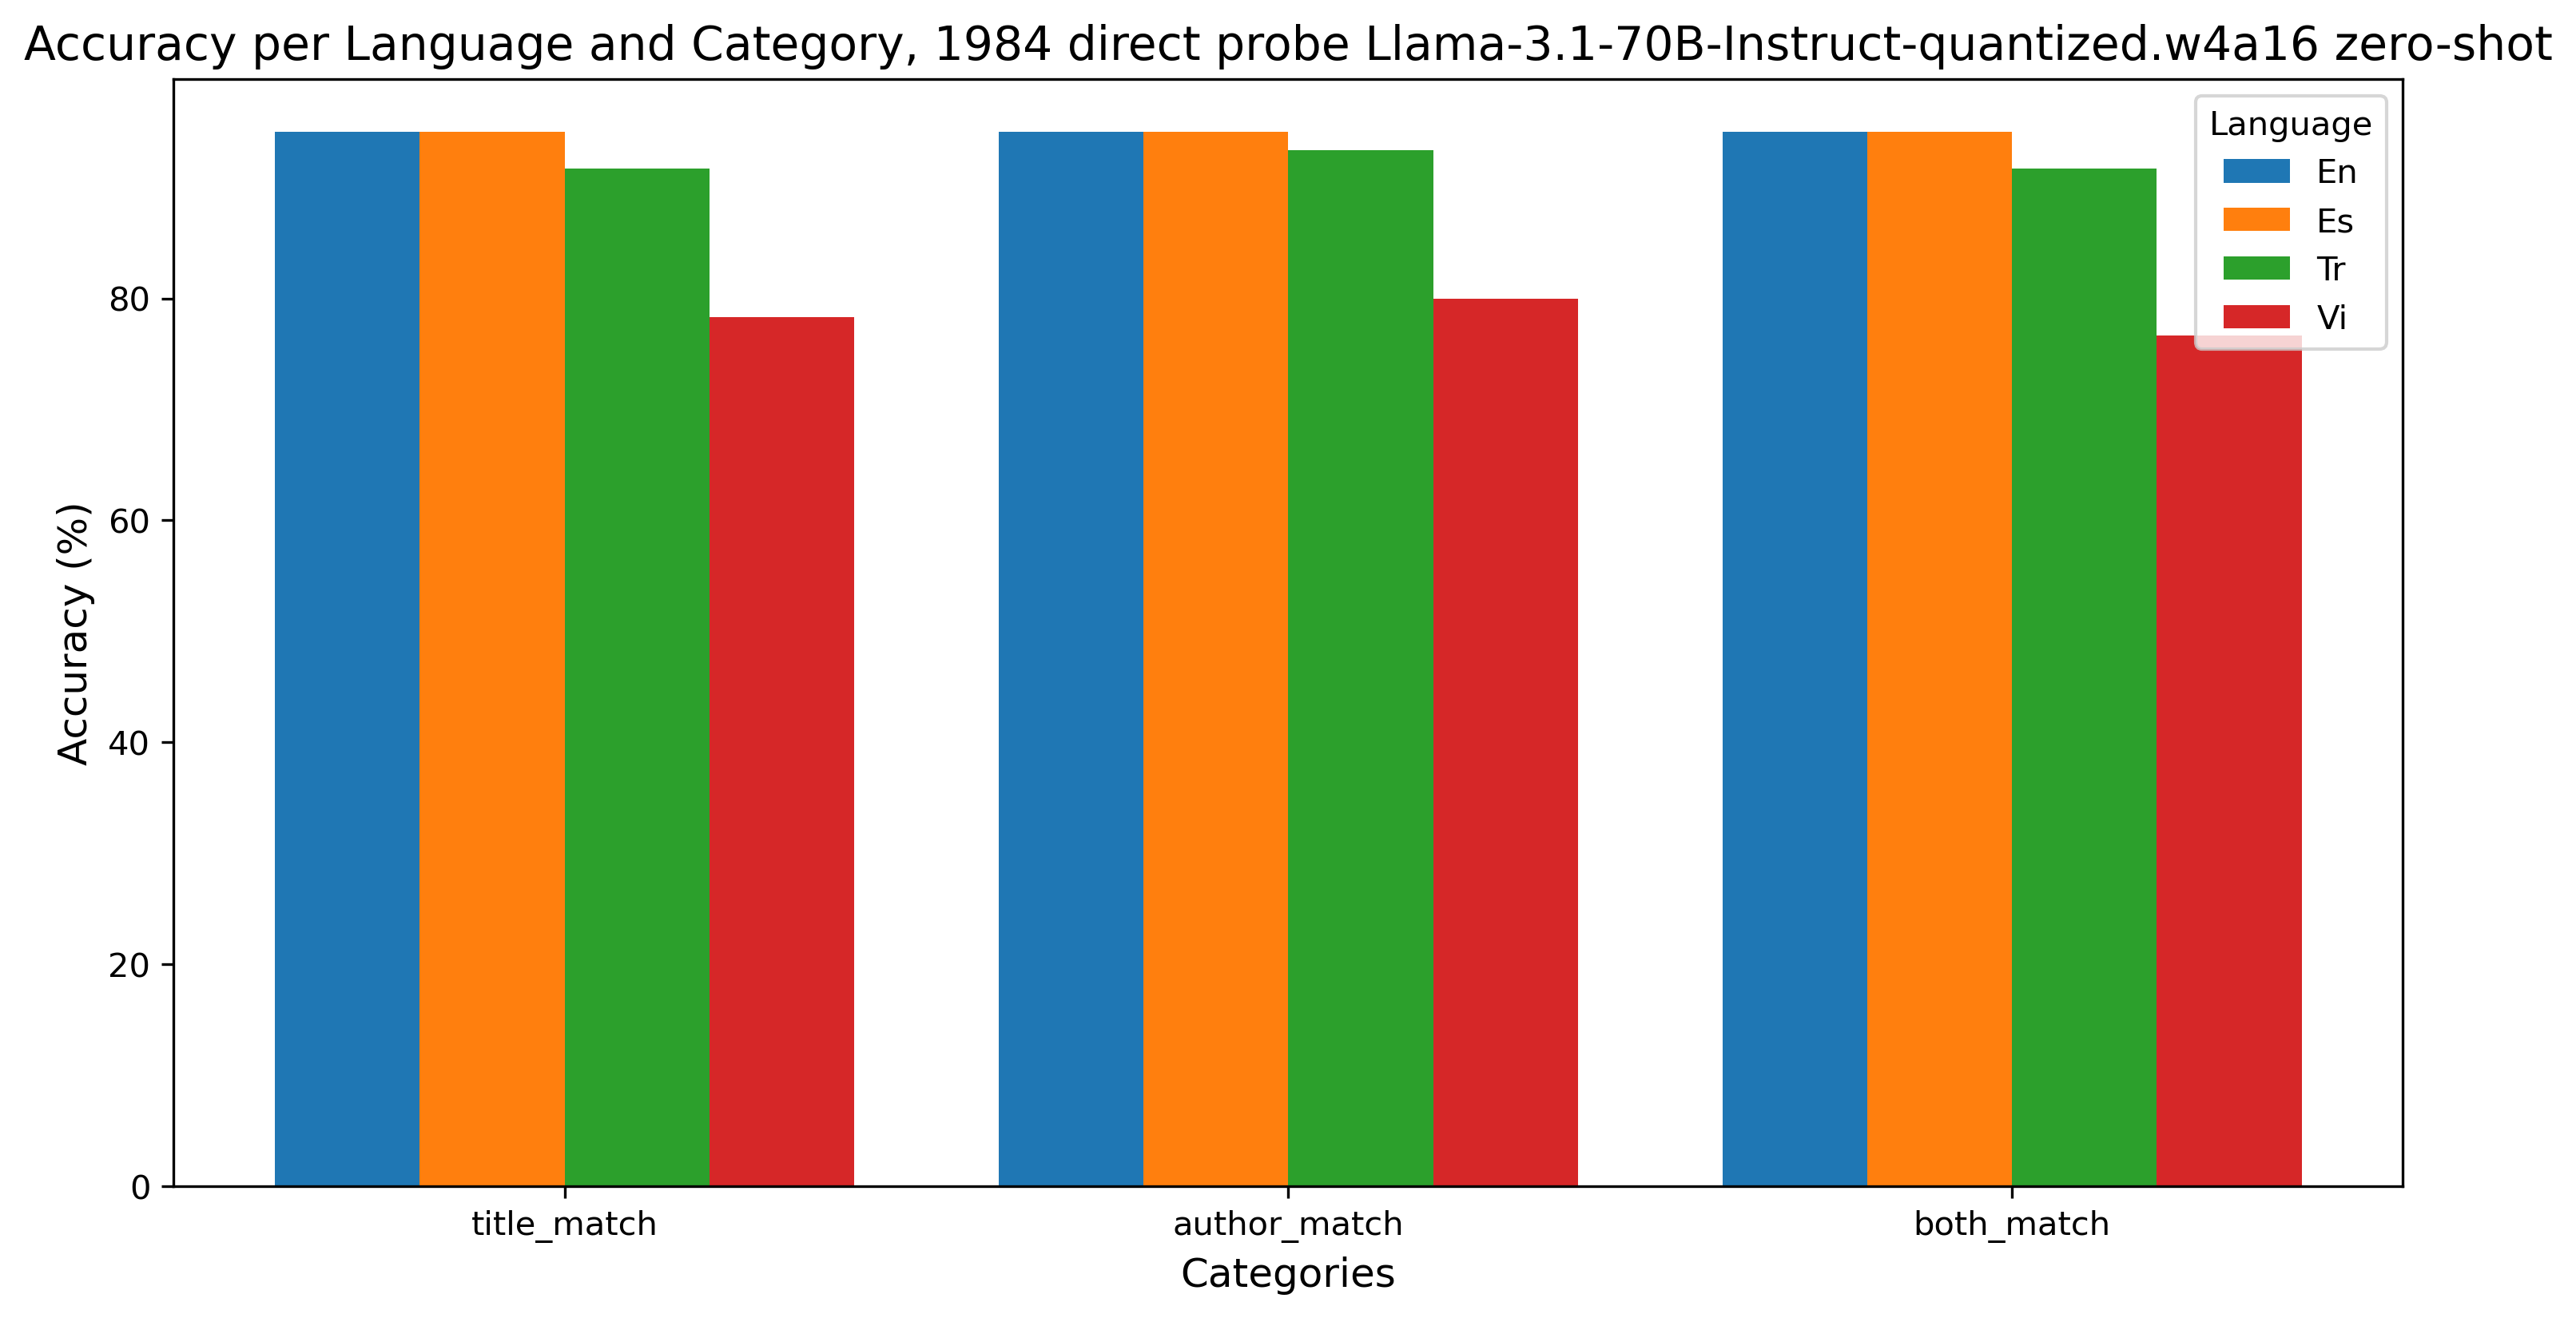 Accuracy per Language and Category, 1984 direct probe Llama-3.1-70B-Instruct-quantized.w4a16 zero-shot
Language
En
Es
Tr
Vi
Accuracy (%)
80
60
40
20
0
title_match author_match both_match
Categories